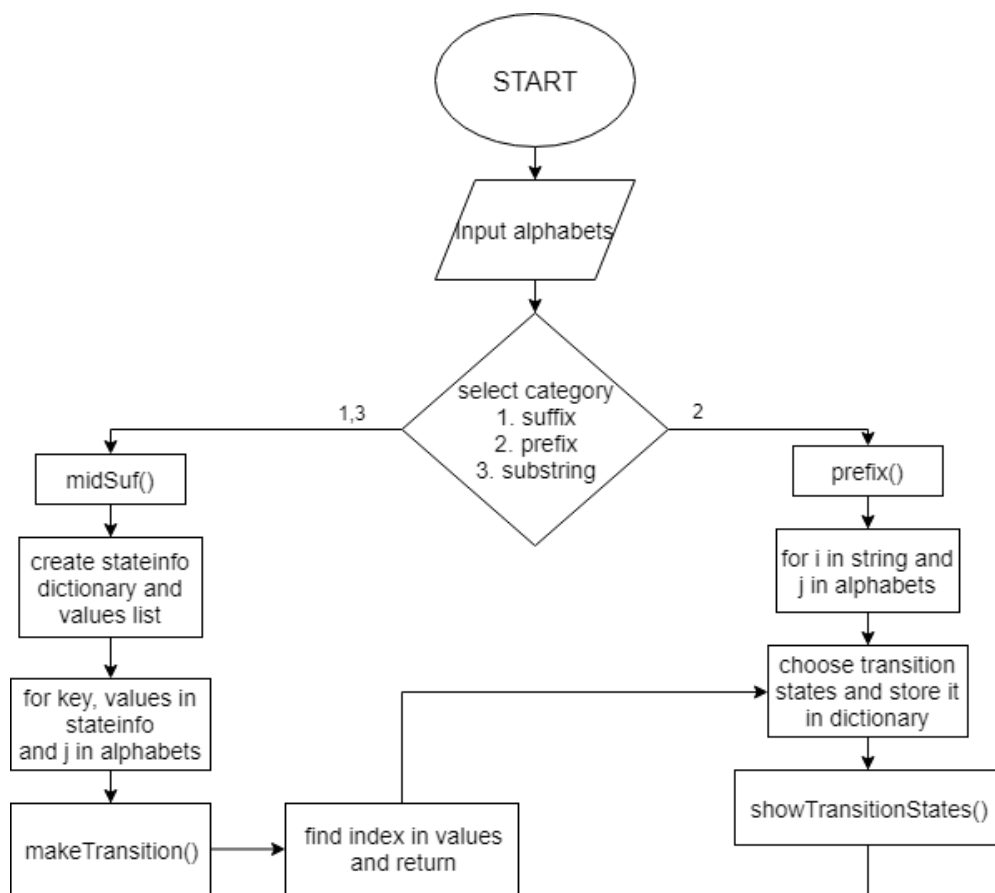 START
Input alphabets
select category
1. suffix
2. prefix
3. substring
1,3
2
midSuf()
prefix()
create stateinfo
dictionary and
values list
for i in string and
j in alphabets
for key, values in
stateinfo
and j in alphabets
choose transition
states and store it
in dictionary
makeTransition()
find index in values
and return
showTransitionStates()